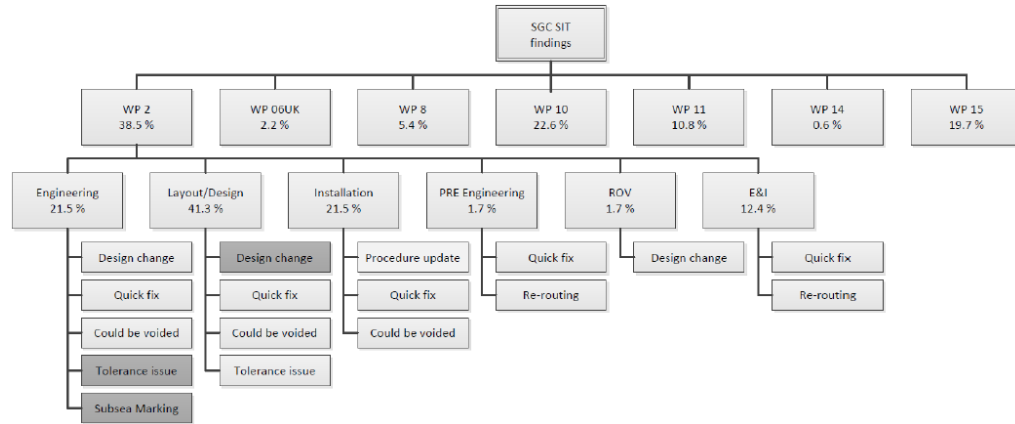 SGC SIT
findings
WP 2
38.5 %
WP 06UK
2.2 %
WP 8
5.4 %
WP 10
22.6 %
WP 11
10.8 %
WP 14
0.6 %
WP 15
19.7 %
Engineering
21.5 %
Layout/Design
41.3 %
Installation
21.5 %
PRE Engineering
1.7 %
ROV
1.7 %
E&I
12.4 %
Design change
Quick fix
Could be voided
Tolerance issue
Subsea Marking
Design change
Quick fix
Could be voided
Tolerance issue
Procedure update
Quick fix
Could be voided
Quick fix
Re-routing
Design change
Quick fix
Re-routing